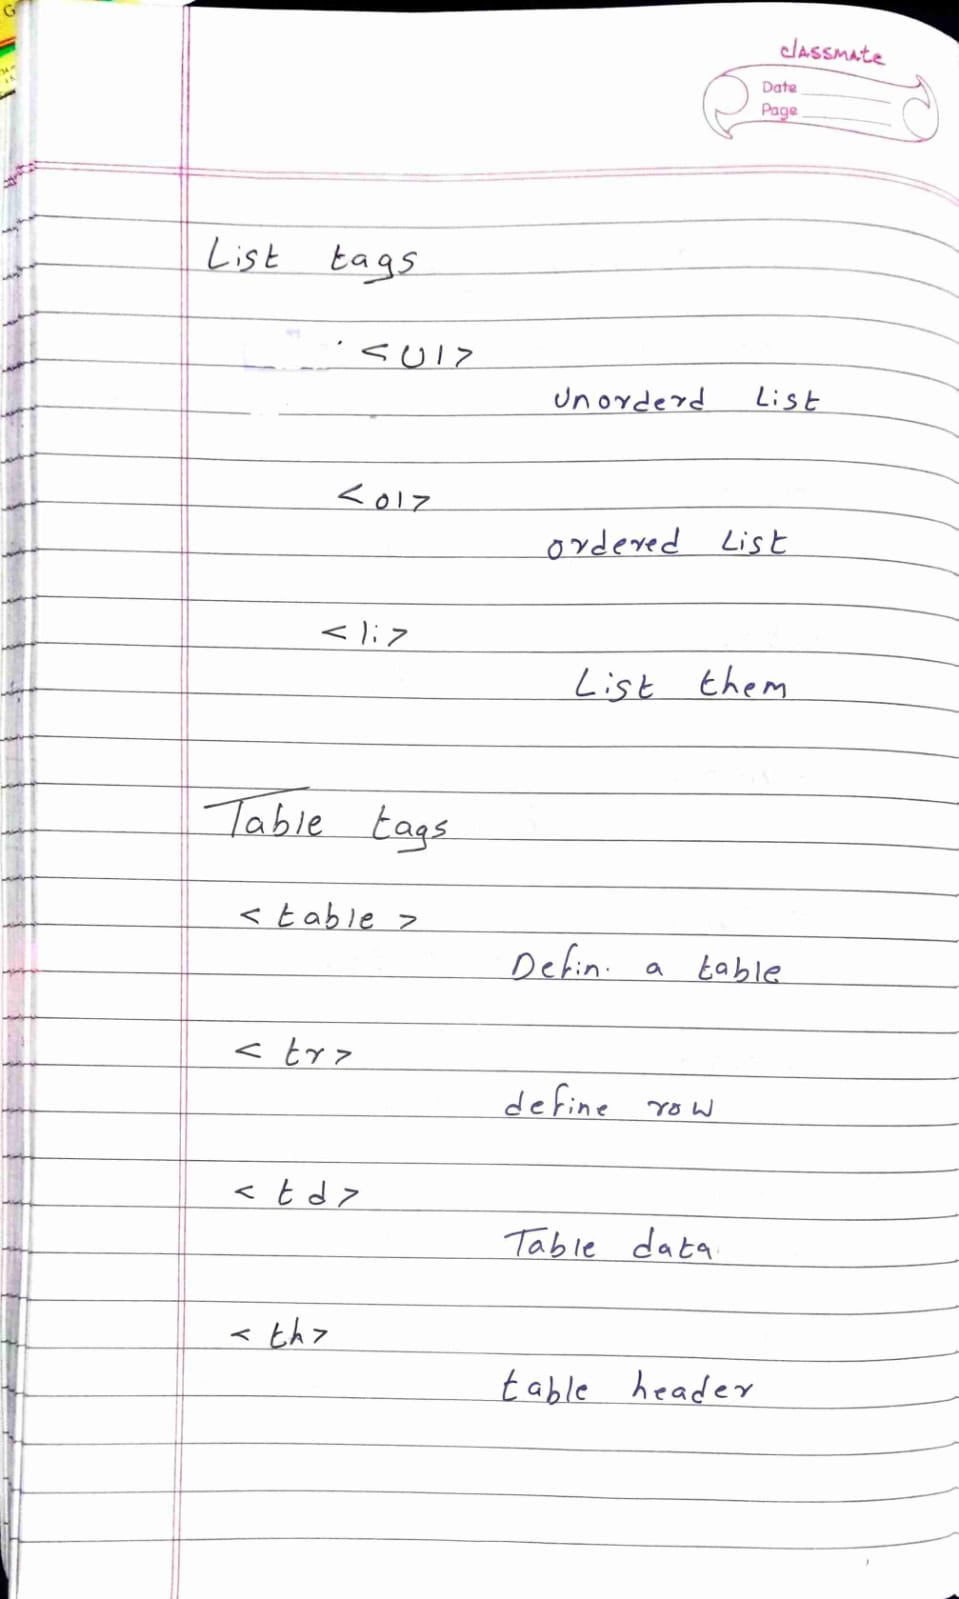 classmate
Date
Page
List tags
<ul>
unorderd List
<ol>
ordered List
<li>
List them
Table tags
<table>
Defin. a table
<tr>
define row
<td>
Table data
<th>
table header